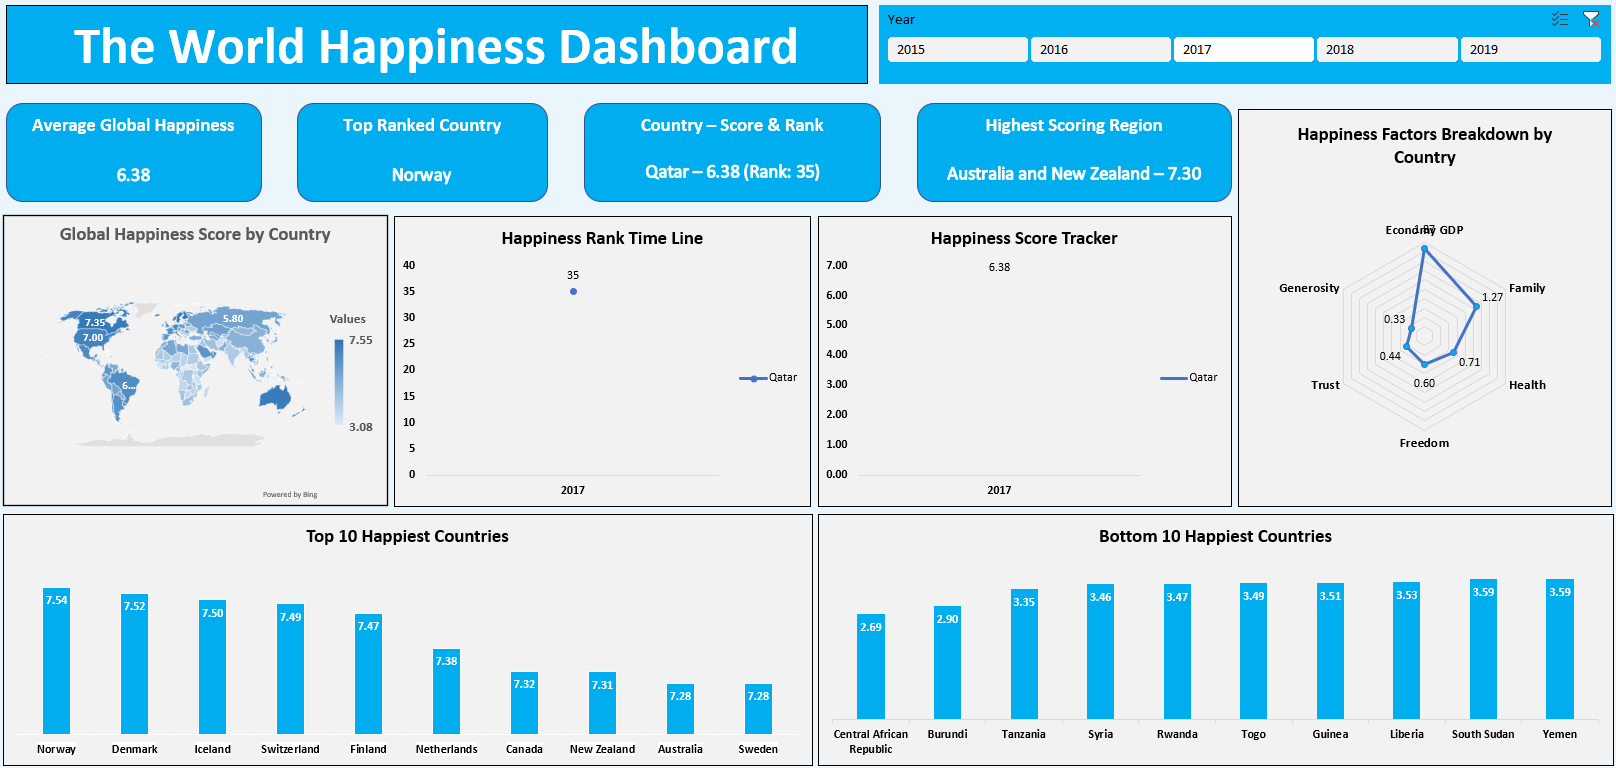 The World Happiness Dashboard
Year
2015
2016
2017
2018
2019
Average Global Happiness
6.38
Top Ranked Country
Norway
Country – Score & Rank
Qatar – 6.38 (Rank: 35)
Highest Scoring Region
Australia and New Zealand – 7.30
Happiness Factors Breakdown by
Country
Economy GDP
1.27
Family
0.71
Health
0.60
Freedom
0.44
Trust
0.33
Generosity
Global Happiness Score by Country
7.35
7.00
5.80
6...
Values
7.55
3.08
Powered by Bing
Happiness Rank Time Line
40
35
30
25
20
15
10
5
0
35
2017
Qatar
Happiness Score Tracker
7.00
6.00
5.00
4.00
3.00
2.00
1.00
0.00
6.38
2017
Qatar
Top 10 Happiest Countries
7.54
7.52
7.50
7.49
7.47
7.38
7.32
7.31
7.28
7.28
Norway
Denmark
Iceland
Switzerland
Finland
Netherlands
Canada
New Zealand
Australia
Sweden
Bottom 10 Happiest Countries
2.69
2.90
3.35
3.46
3.47
3.49
3.51
3.53
3.59
3.59
Central African
Republic
Burundi
Tanzania
Syria
Rwanda
Togo
Guinea
Liberia
South Sudan
Yemen